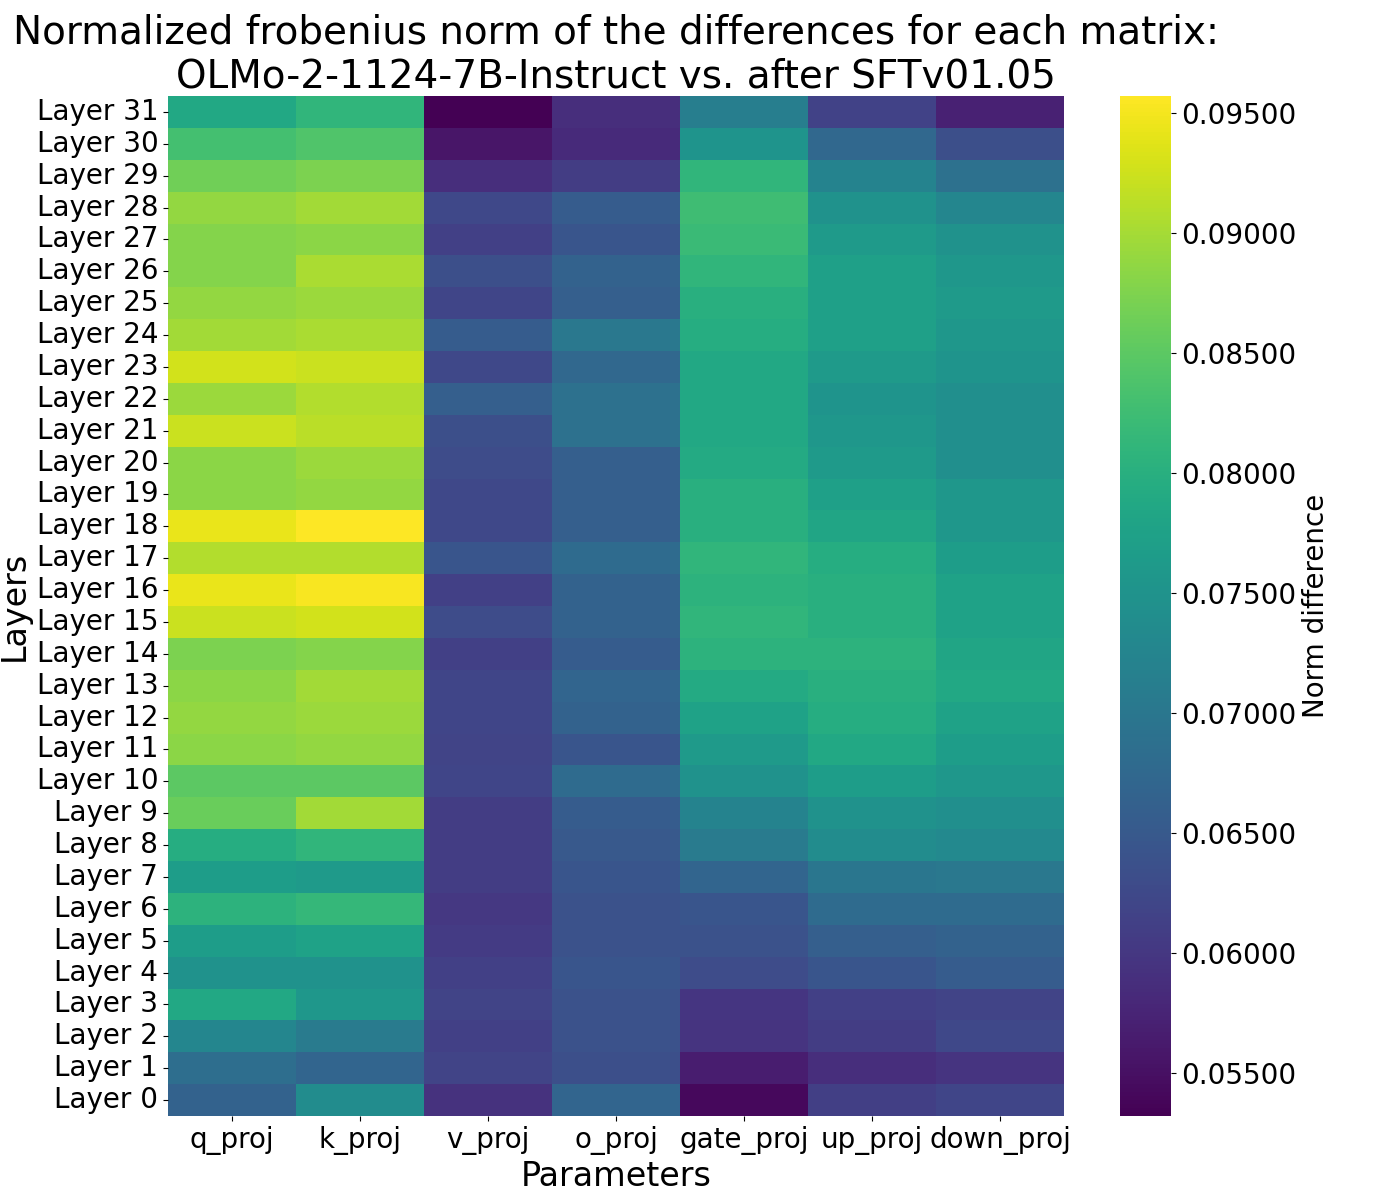 Normalized frobenius norm of the differences for each matrix:
OLMo-2-1124-7B-Instruct vs. after SFTv01.05
Layers
Layer 31
Layer 30
Layer 29
Layer 28
Layer 27
Layer 26
Layer 25
Layer 24
Layer 23
Layer 22
Layer 21
Layer 20
Layer 19
Layer 18
Layer 17
Layer 16
Layer 15
Layer 14
Layer 13
Layer 12
Layer 11
Layer 10
Layer 9
Layer 8
Layer 7
Layer 6
Layer 5
Layer 4
Layer 3
Layer 2
Layer 1
Layer 0
q_proj k_proj v_proj o_proj gate_proj up_proj down_proj
Parameters
0.09500
0.09000
0.08500
0.08000
0.07500
0.07000
0.06500
0.06000
0.05500
Norm difference